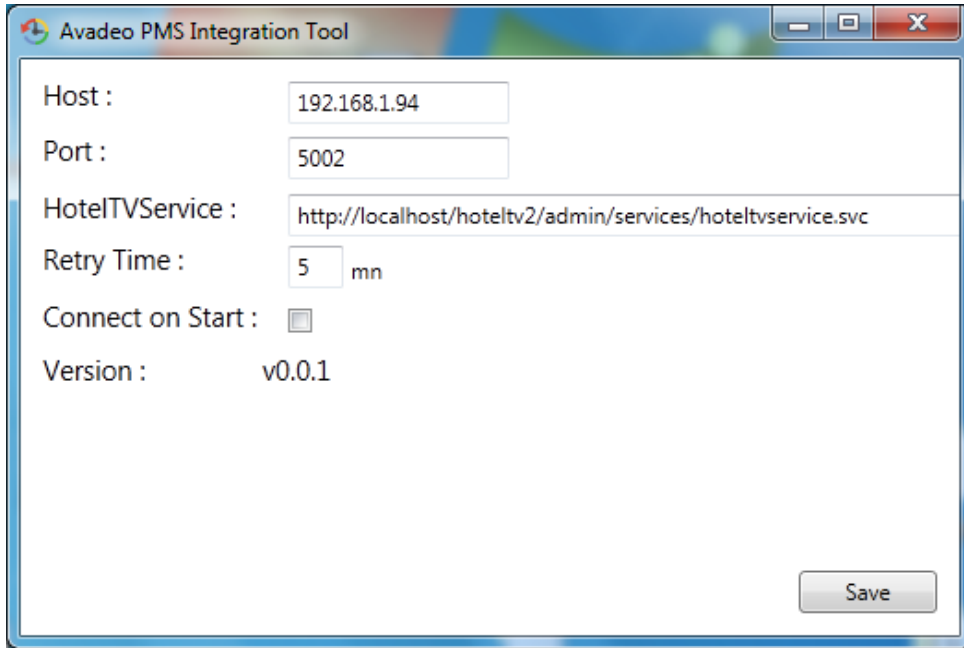 Avadeo PMS Integration Tool
Host : 192.168.1.94
Port : 5002
HotelTVService : http://localhost/hoteltv2/admin/services/hoteltvservice.svc
Retry Time : 5 mn
Connect on Start :
Version : v0.0.1
Save